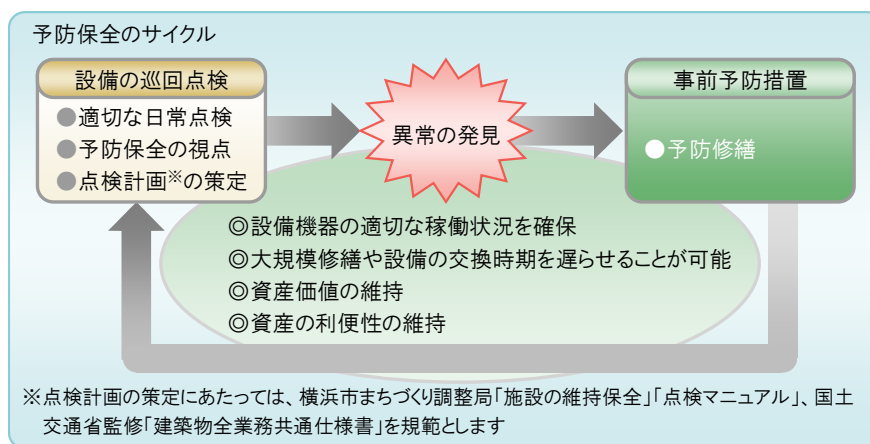 予防保全のサイクル
設備の巡回点検
●適切な日常点検
●予防保全の視点
●点検計画※の策定
異常の発見
事前予防措置
●予防修繕
◎設備機器の適切な稼働状況を確保
◎大規模修繕や設備の交換時期を遅らせることが可能
◎資産価値の維持
◎資産の利便性の維持
※点検計画の策定にあたっては、横浜市まちづくり調整局「施設の維持保全」「点検マニュアル」、国土
交通省監修「建築物全業務共通仕様書」を規範とします